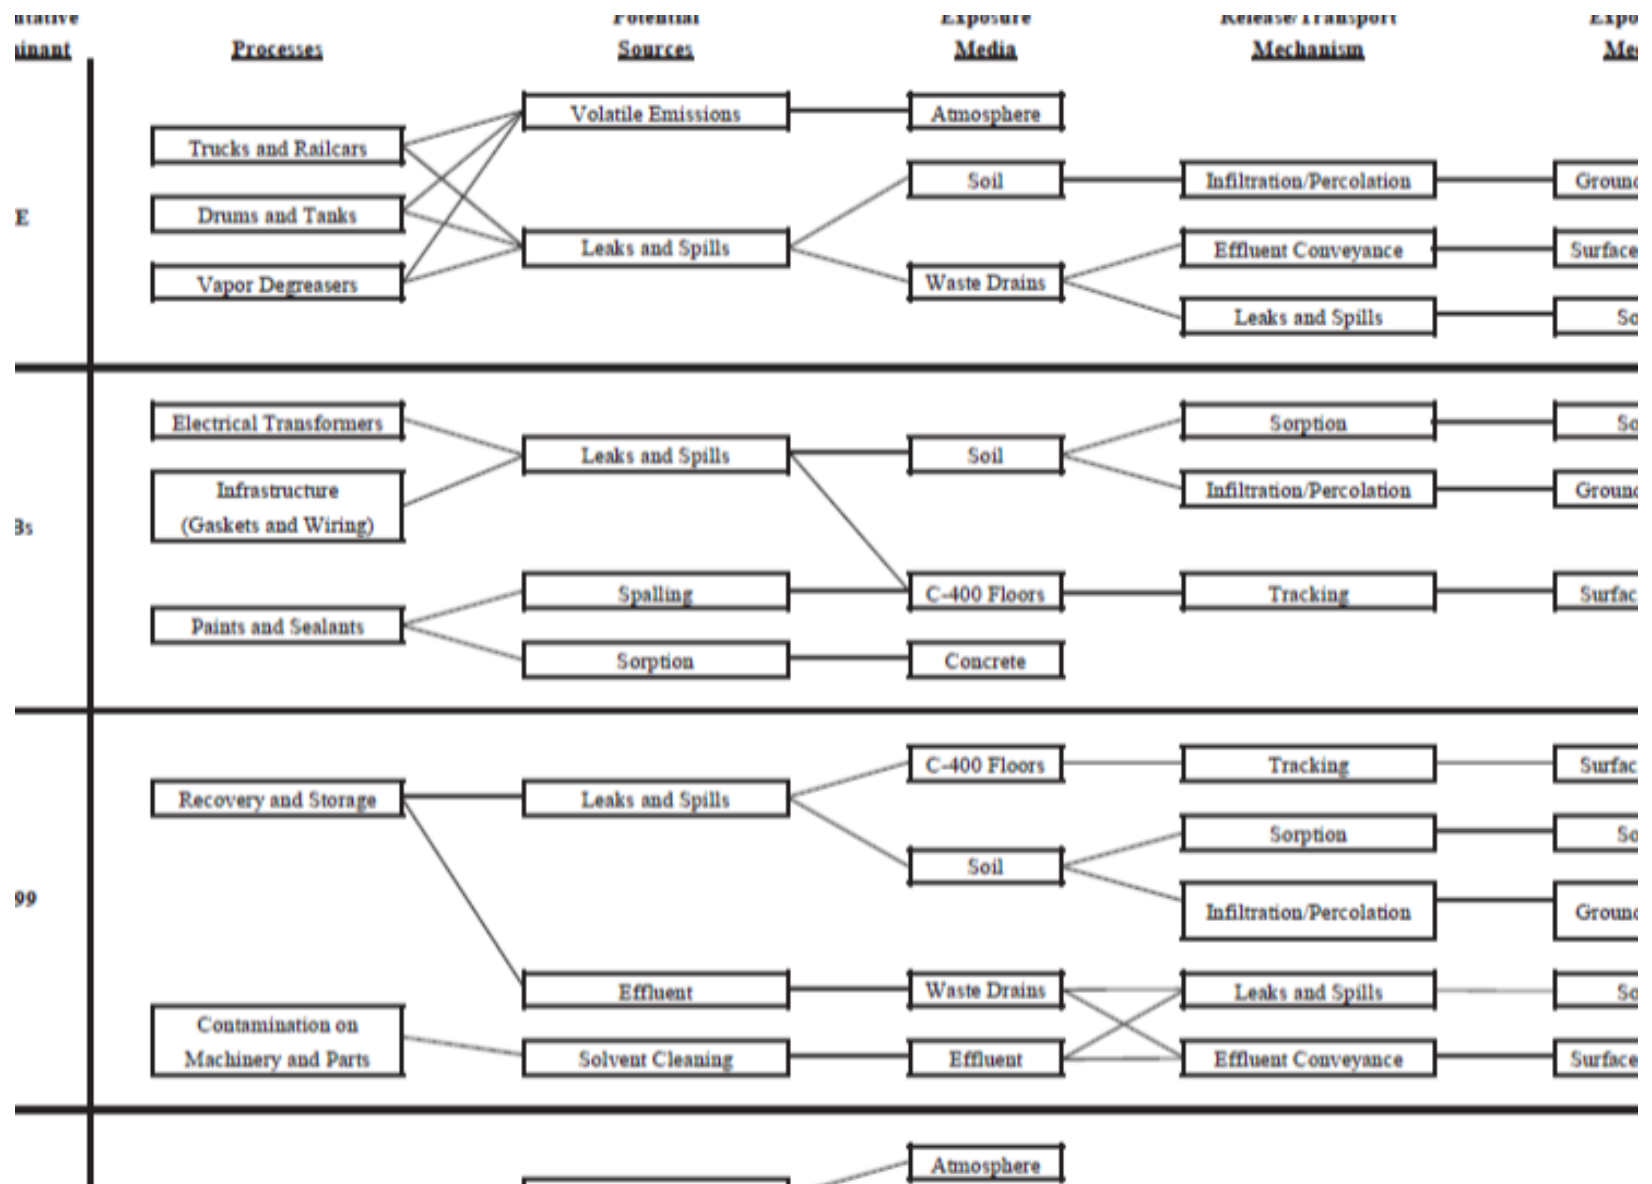 Processes
Potential
Sources
Exposure
Media
Release/Transport
Mechanism
Volatile Emissions
Atmosphere
Trucks and Railcars
Soil
Infiltration/Percolation
E
Drums and Tanks
Leaks and Spills
Effluent Conveyance
Surface
Vapor Degreasers
Waste Drains
Leaks and Spills
Electrical Transformers
Sorption
Leaks and Spills
Soil
Infrastructure
(Gaskets and Wiring)
Infiltration/Percolation
Bs
Spalling
C-400 Floors
Tracking
Paints and Sealants
Sorption
Concrete
C-400 Floors
Tracking
Recovery and Storage
Leaks and Spills
Sorption
Soil
99
Infiltration/Percolation
Effluent
Waste Drains
Leaks and Spills
Contamination on
Machinery and Parts
Solvent Cleaning
Effluent
Effluent Conveyance
Surface
Atmosphere